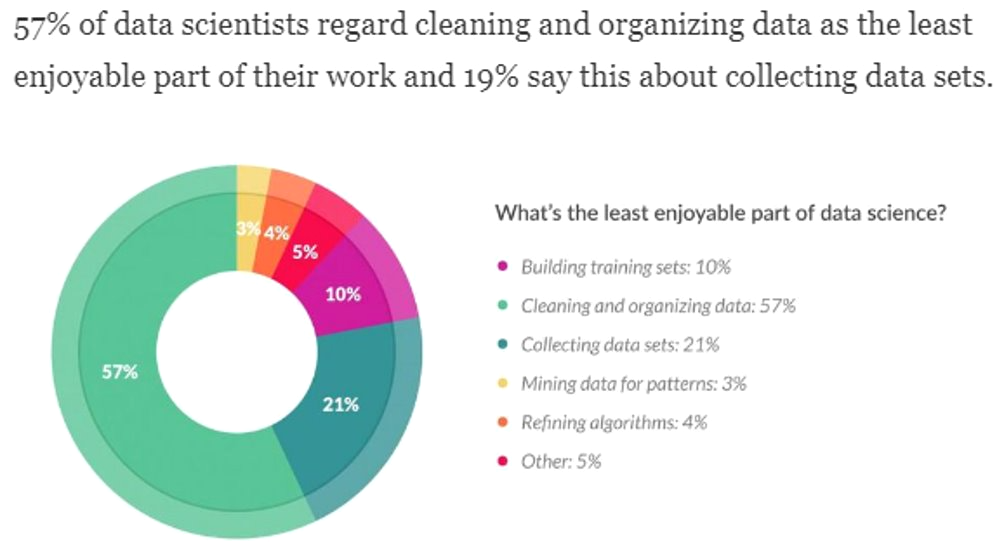 57% of data scientists regard cleaning and organizing data as the least
enjoyable part of their work and 19% say this about collecting data sets.
3%
4%
5%
10%
57%
21%
What's the least enjoyable part of data science?
Building training sets: 10%
Cleaning and organizing data: 57%
Collecting data sets: 21%
Mining data for patterns: 3%
Refining algorithms: 4%
Other: 5%